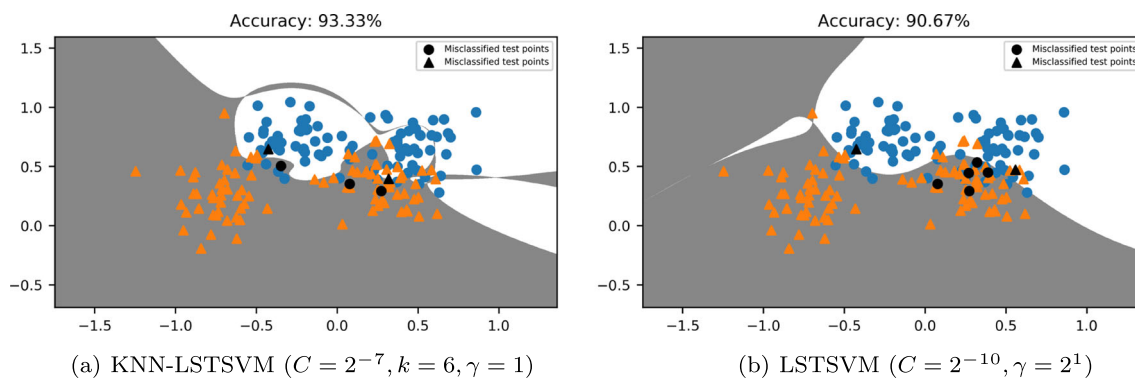 Accuracy: 93.33%
Misclassified test points
Misclassified test points
1.5
1.0
0.5
0.0
−0.5
−1.5
−1.0
−0.5
0.0
0.5
1.0
(a) KNN-LSTSVM (C = 2⁻⁷, k = 6, γ = 1)
Accuracy: 90.67%
Misclassified test points
Misclassified test points
1.5
1.0
0.5
0.0
−0.5
−1.5
−1.0
−0.5
0.0
0.5
1.0
(b) LSTSVM (C = 2⁻¹⁰, γ = 2¹)